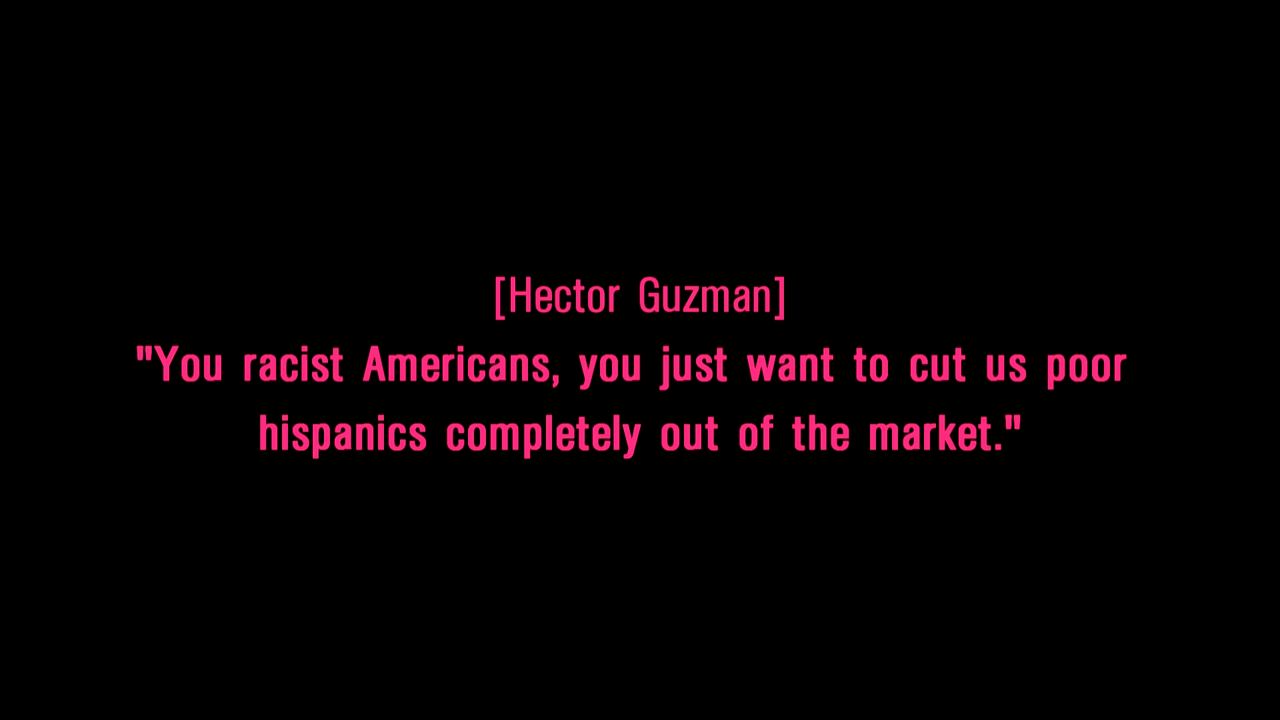 [Hector Guzman]
"You racist Americans, you just want to cut us poor
hispanics completely out of the market."